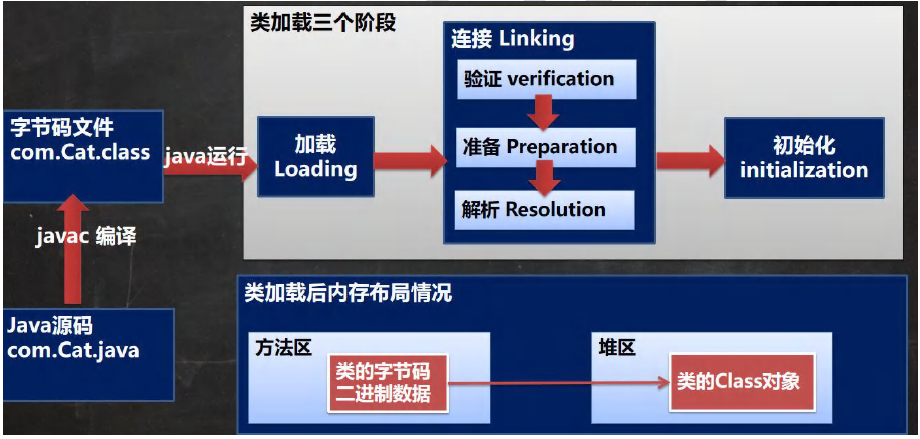 类加载三个阶段
连接 Linking
验证 verification
字节码文件
com.Cat.class
java运行
加载
Loading
准备 Preparation
初始化
initialization
解析 Resolution
javac 编译
类加载后内存布局情况
Java源码
com.Cat.java
方法区
类的字节码
二进制数据
堆区
类的Class对象